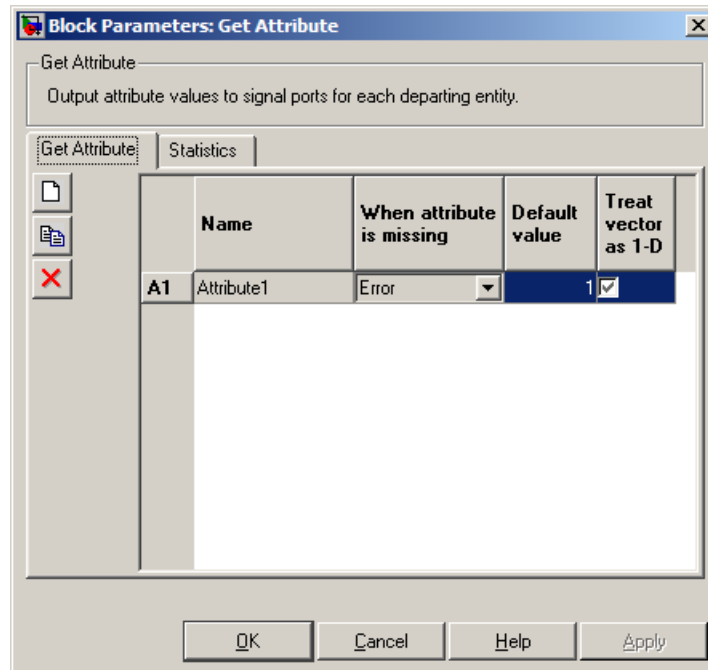 Block Parameters: Get Attribute
Get Attribute
Output attribute values to signal ports for each departing entity.
Get Attribute Statistics
Name When attribute is missing Default value Treat vector as 1-D
A1 Attribute1 Error 1
OK Cancel Help Apply